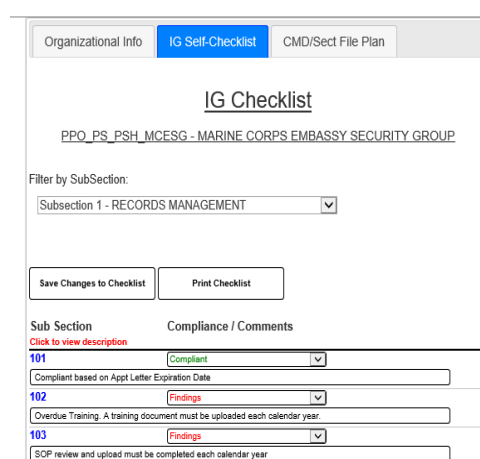 Organizational Info IG Self-Checklist CMD/Sect File Plan
IG Checklist
PPO_PS_PSH_MCESG - MARINE CORPS EMBASSY SECURITY GROUP
Filter by SubSection:
Subsection 1 - RECORDS MANAGEMENT
Save Changes to Checklist Print Checklist
Sub Section Compliance / Comments
Click to view description
101 Compliant
Compliant based on Appt Letter Expiration Date
102 Findings
Overdue Training. A training document must be uploaded each calendar year.
103 Findings
SOP review and upload must be completed each calendar year